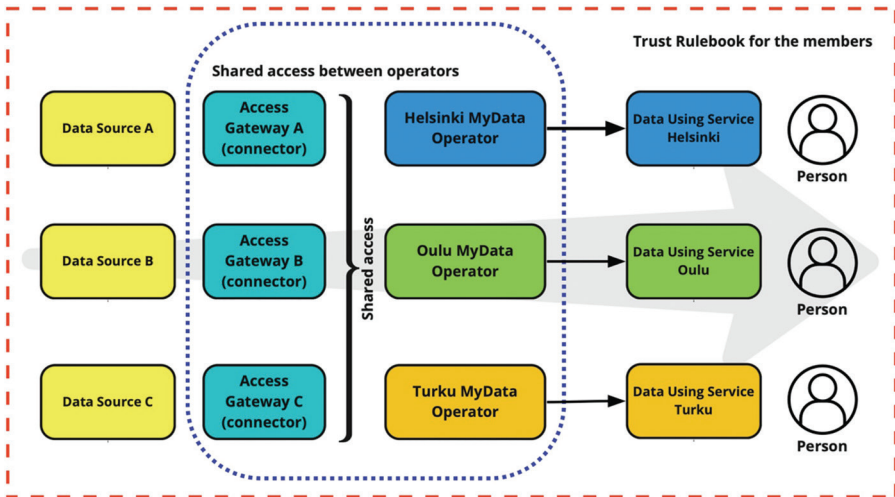 Trust Rulebook for the members
Shared access between operators
Data Source A
Access
Gateway A
(connector)
Helsinki MyData
Operator
Data Using Service
Helsinki
Person
Shared access
Data Source B
Access
Gateway B
(connector)
Oulu MyData
Operator
Data Using Service
Oulu
Person
Data Source C
Access
Gateway C
(connector)
Turku MyData
Operator
Data Using Service
Turku
Person